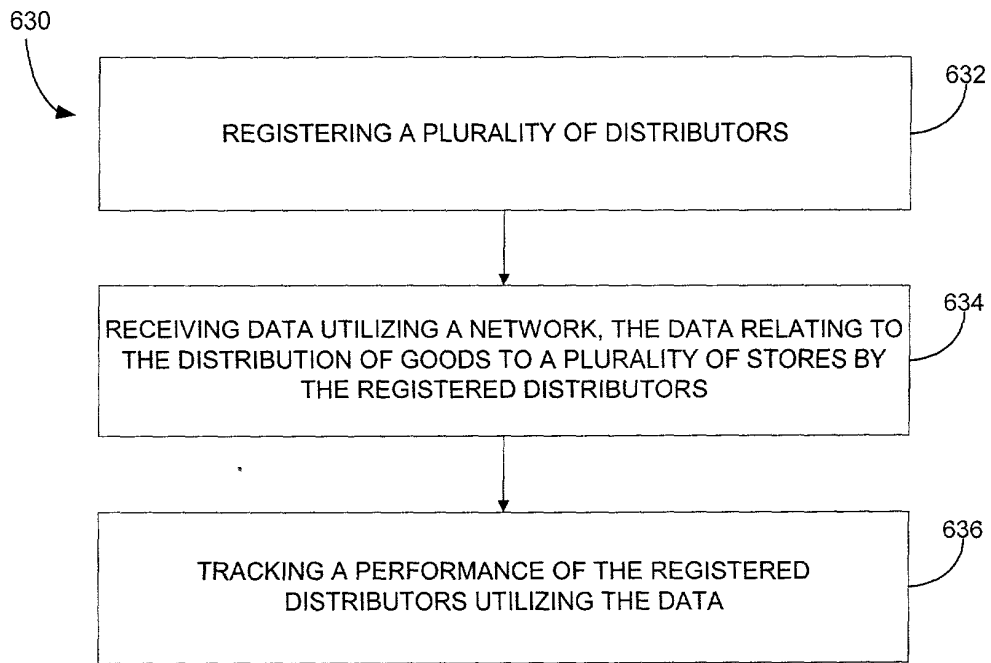 630
632
REGISTERING A PLURALITY OF DISTRIBUTORS
634
RECEIVING DATA UTILIZING A NETWORK, THE DATA RELATING TO
THE DISTRIBUTION OF GOODS TO A PLURALITY OF STORES BY
THE REGISTERED DISTRIBUTORS
636
TRACKING A PERFORMANCE OF THE REGISTERED
DISTRIBUTORS UTILIZING THE DATA